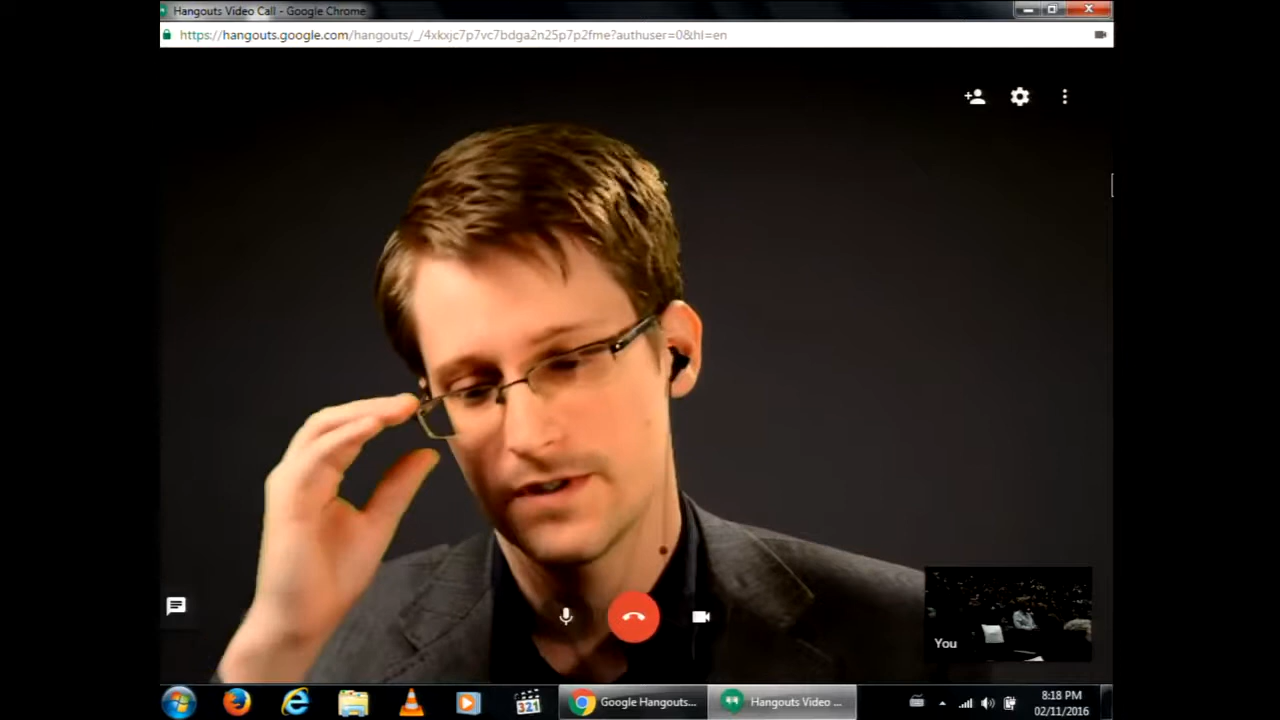 Hangouts Video Call - Google Chrome
https://hangouts.google.com/hangouts/_/4xkxjc7p7vc7bdga2n25p7p2fme?authuser=0&hl=en
You
321
Google Hangouts...
Hangouts Video ...
8:18 PM
02/11/2016